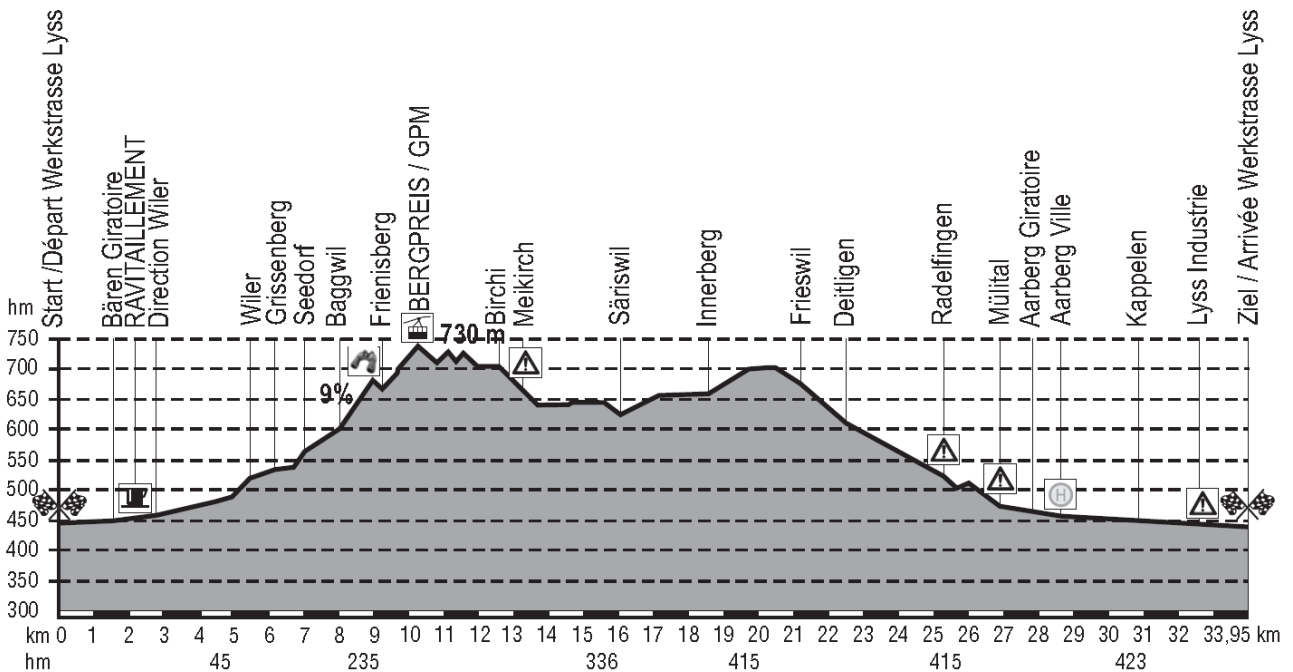 Start /Départ Werkstrasse Lyss
Bären Giratoire
RAVITAILLEMENT
Direction Wiler
Wiler
Grissenberg
Seedorf
Baggwil
Frienisberg
BERGPREIS / GPM
Birchi
Meikirch
Säriswil
Innerberg
Frieswil
Deitligen
Radelfingen
Mülital
Aarberg Giratoire
Aarberg Ville
Kappelen
Lyss Industrie
Ziel / Arrivée Werkstrasse Lyss
hm
750
730 m
700
650
9%
600
550
500
H
450
400
350
300
km 0 1 2 3 4 5 6 7 8 9 10 11 12 13 14 15 16 17 18 19 20 21 22 23 24 25 26 27 28 29 30 31 32 33,95 km
hm 45 235 336 415 415 423